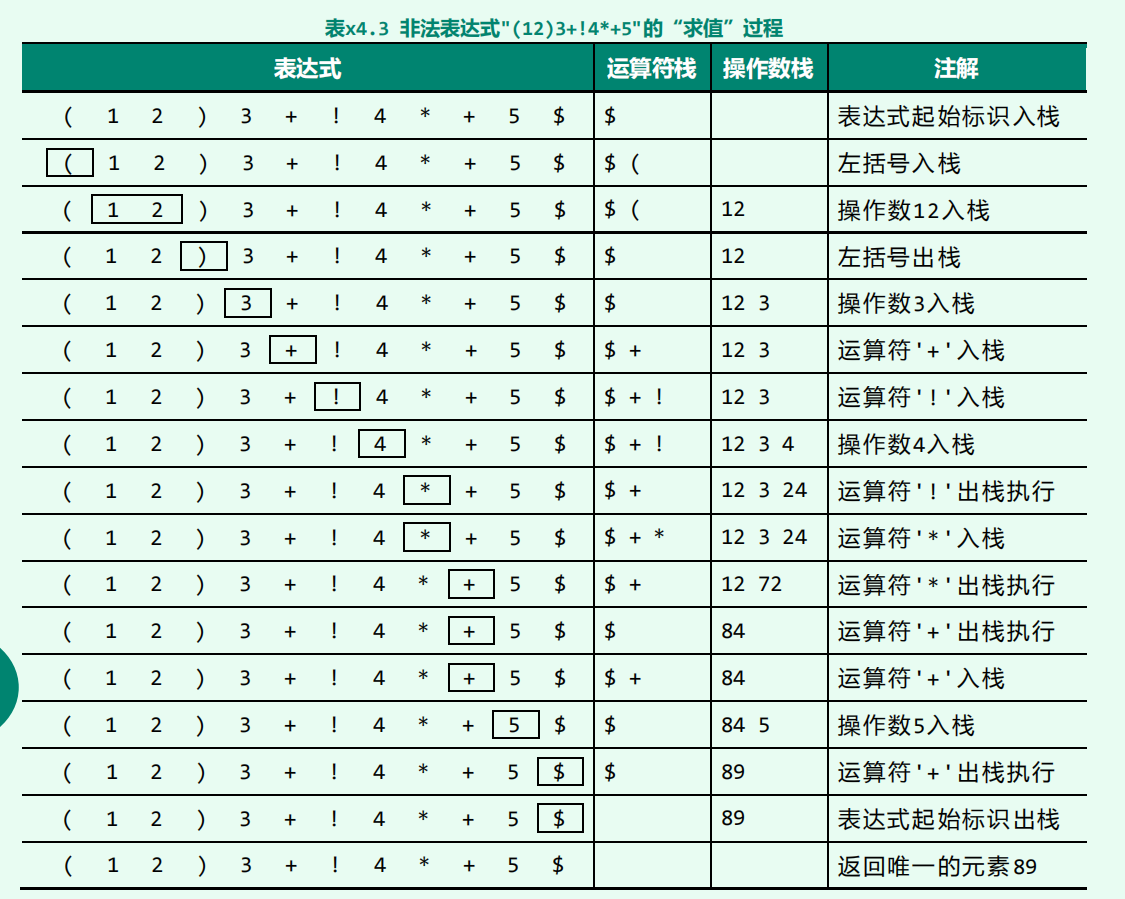 表x4.3 非法表达式"(12)3+!4*+5"的“求值”过程
表达式 运算符栈 操作数栈 注解
( 1 2 ) 3 + ! 4 * + 5 $ $ 表达式起始标识入栈
( 1 2 ) 3 + ! 4 * + 5 $ $ ( 左括号入栈
( 1 2 ) 3 + ! 4 * + 5 $ $ ( 12 操作数12入栈
( 1 2 ) 3 + ! 4 * + 5 $ $ 12 左括号出栈
( 1 2 ) 3 + ! 4 * + 5 $ $ 12 3 操作数3入栈
( 1 2 ) 3 + ! 4 * + 5 $ $ + 12 3 运算符'+'入栈
( 1 2 ) 3 + ! 4 * + 5 $ $ + ! 12 3 运算符'!'入栈
( 1 2 ) 3 + ! 4 * + 5 $ $ + ! 12 3 4 操作数4入栈
( 1 2 ) 3 + ! 4 * + 5 $ $ + 12 3 24 运算符'!'出栈执行
( 1 2 ) 3 + ! 4 * + 5 $ $ + * 12 3 24 运算符'*'入栈
( 1 2 ) 3 + ! 4 * + 5 $ $ + 12 72 运算符'*'出栈执行
( 1 2 ) 3 + ! 4 * + 5 $ $ 84 运算符'+'出栈执行
( 1 2 ) 3 + ! 4 * + 5 $ $ + 84 运算符'+'入栈
( 1 2 ) 3 + ! 4 * + 5 $ $ 84 5 操作数5入栈
( 1 2 ) 3 + ! 4 * + 5 $ $ 89 运算符'+'出栈执行
( 1 2 ) 3 + ! 4 * + 5 $ 89 表达式起始标识出栈
( 1 2 ) 3 + ! 4 * + 5 $ 返回唯一的元素89